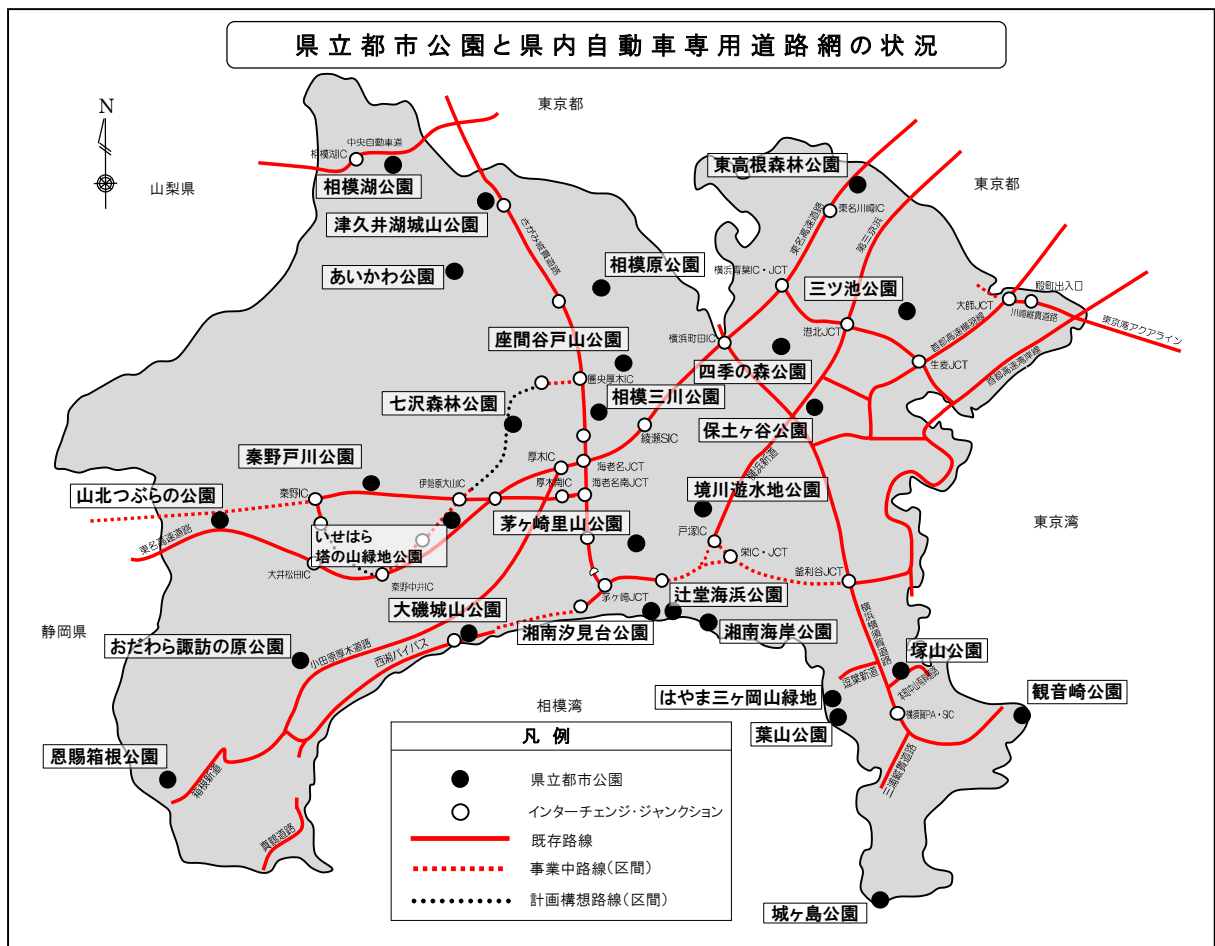 県立都市公園と県内自動車専用道路網の状況
N
東京都
中央自動車道
相模湖IC
山梨県
相模湖公園
東高根森林公園
東京都
津久井湖城山公園
東名川崎IC
東名高速道路
第三京浜
さがみ縦貫道路
あいかわ公園
相模原公園
横浜青葉IC・JCT
三ツ池公園
殿町出入口
大師JCT
川崎縦貫道路
東京湾アクアライン
座間谷戸山公園
横浜町田IC
港北JCT
首都高速横羽線
首都高速湾岸線
四季の森公園
生麦JCT
圏央厚木IC
七沢森林公園
相模三川公園
保土ヶ谷公園
綾瀬SIC
横浜新道
秦野戸川公園
厚木IC
海老名JCT
伊勢原大山IC
厚木南IC
海老名南JCT
山北つぶらの公園
秦野IC
境川遊水地公園
茅ヶ崎里山公園
東京湾
東名高速道路
いせはら
塔の山緑地公園
戸塚IC
栄IC・JCT
大井松田IC
秦野中井IC
釜利谷JCT
茅ヶ崎JCT
辻堂海浜公園
大磯城山公園
静岡県
湘南汐見台公園
湘南海岸公園
横浜横須賀道路
おだわら諏訪の原公園
小田原厚木道路
西湘バイパス
塚山公園
逗葉新道
本町中山有料道路
はやま三ヶ岡山緑地
観音崎公園
相模湾
横須賀PA・SIC
葉山公園
恩賜箱根公園
箱根新道
三浦縦貫道路
真鶴道路
凡例
県立都市公園
インターチェンジ・ジャンクション
既存路線
事業中路線(区間)
計画構想路線(区間)
城ヶ島公園